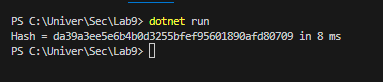 PS C:\Univer\Sec\Lab9> dotnet run
Hash = da39a3ee5e6b4b0d3255bfef95601890afd80709 in 8 ms
PS C:\Univer\Sec\Lab9>